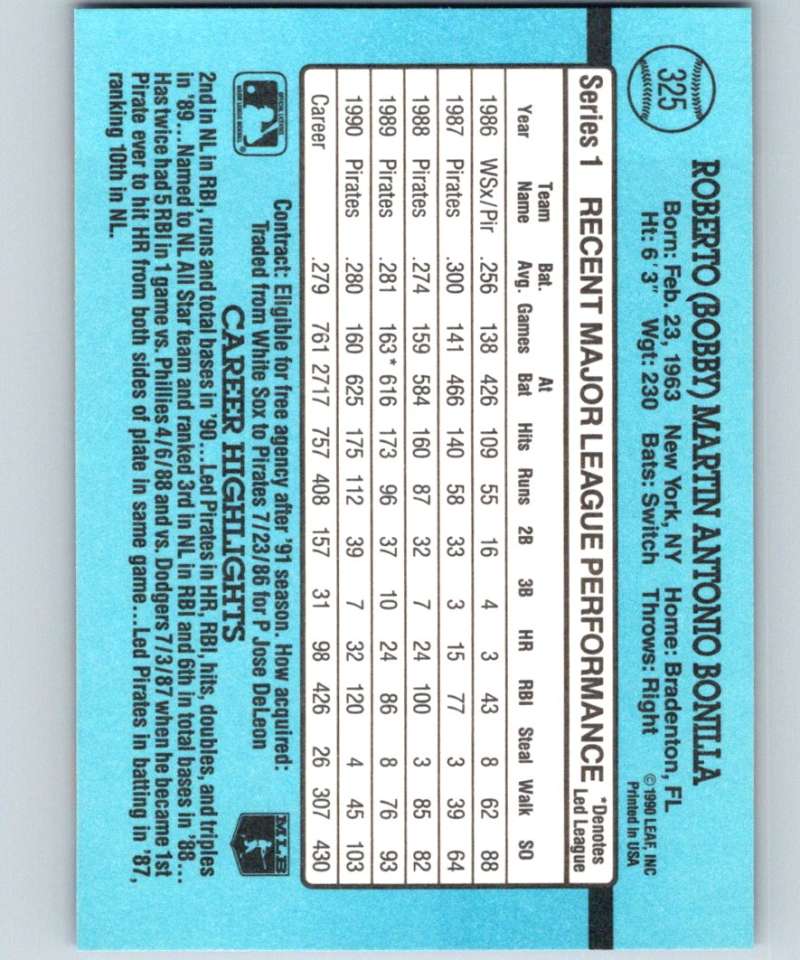 325
ROBERTO (BOBBY) MARTIN ANTONIO BONILLA
Born: Feb. 23, 1963 New York, NY Home: Bradenton, FL
Ht: 6'3" Wgt: 230 Bats: Switch Throws: Right
©1990 LEAF, INC
Printed in USA
Series 1 RECENT MAJOR LEAGUE PERFORMANCE *Denotes Led League
Year Team Name Bat. Avg. Games At Bat Hits Runs 2B 3B HR RBI Steal Walk SO
1986 WSx/Pir .256 138 426 109 55 16 4 3 43 8 62 88
1987 Pirates .300 141 466 140 58 33 3 15 77 3 39 64
1988 Pirates .274 159 584 160 87 32 7 24 100 3 85 82
1989 Pirates .281 163* 616 173 96 37 10 24 86 8 76 93
1990 Pirates .280 160 625 175 112 39 7 32 120 4 45 103
Career .279 761 2717 757 408 157 31 98 426 26 307 430
Contract: Eligible for free agency after '91 season. How acquired:
Traded from White Sox to Pirates 7/23/86 for P Jose DeLeon
MLB
CAREER HIGHLIGHTS
2nd in NL in RBI, runs and total bases in '90...Led Pirates in HR, RBI, hits, doubles, and triples
in '89...Named to NL All Star team and ranked 3rd in NL in RBI and 6th in total bases in '88...
Has twice had 5 RBI in 1 game vs. Phillies 4/6/88 and vs. Dodgers 7/3/87 when he became 1st
Pirate ever to hit HR from both sides of plate in same game...Led Pirates in batting in '87,
ranking 10th in NL.